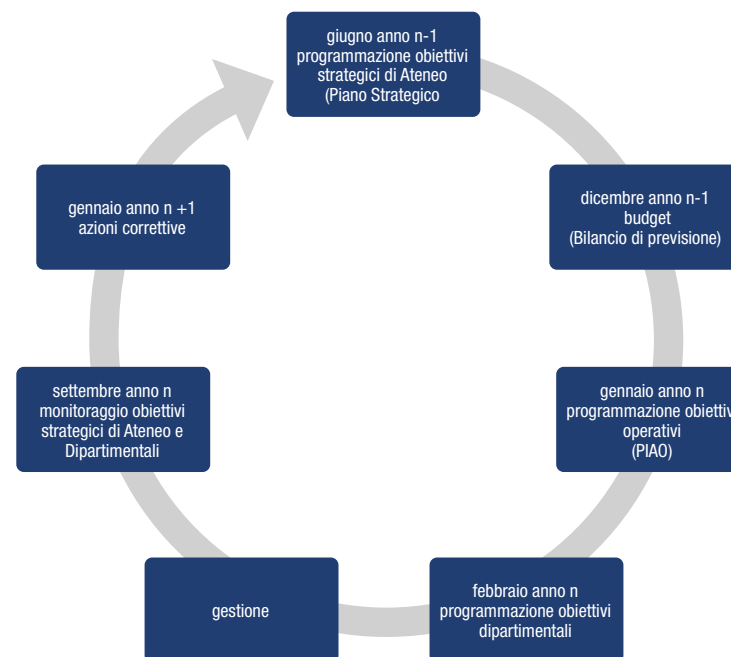 giugno anno n-1
programmazione obiettivi
strategici di Ateneo
(Piano Strategico
dicembre anno n-1
budget
(Bilancio di previsione)
gennaio anno n
programmazione obiettiv
operativi
(PIAO)
febbraio anno n
programmazione obiettivi
dipartimentali
gestione
settembre anno n
monitoraggio obiettivi
strategici di Ateneo e
Dipartimentali
gennaio anno n +1
azioni correttive